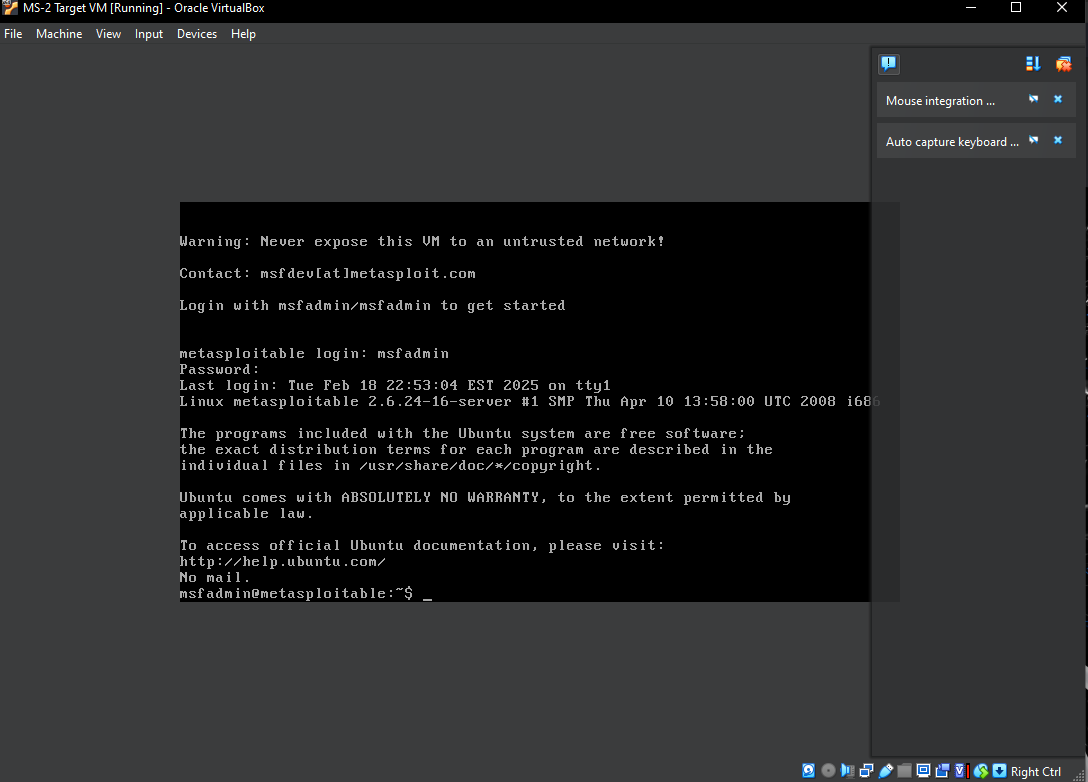 MS-2 Target VM [Running] - Oracle VirtualBox
File Machine View Input Devices Help
Mouse integration ...
Auto capture keyboard ...
Warning: Never expose this VM to an untrusted network!
Contact: msfdev[at]metasploit.com
Login with msfadmin/msfadmin to get started
metasploitable login: msfadmin
Password:
Last login: Tue Feb 18 22:53:04 EST 2025 on tty1
Linux metasploitable 2.6.24-16-server #1 SMP Thu Apr 10 13:58:00 UTC 2008 i686
The programs included with the Ubuntu system are free software;
the exact distribution terms for each program are described in the
individual files in /usr/share/doc/*/copyright.
Ubuntu comes with ABSOLUTELY NO WARRANTY, to the extent permitted by
applicable law.
To access official Ubuntu documentation, please visit:
http://help.ubuntu.com/
No mail.
msfadmin@metasploitable:~$ _
Right Ctrl